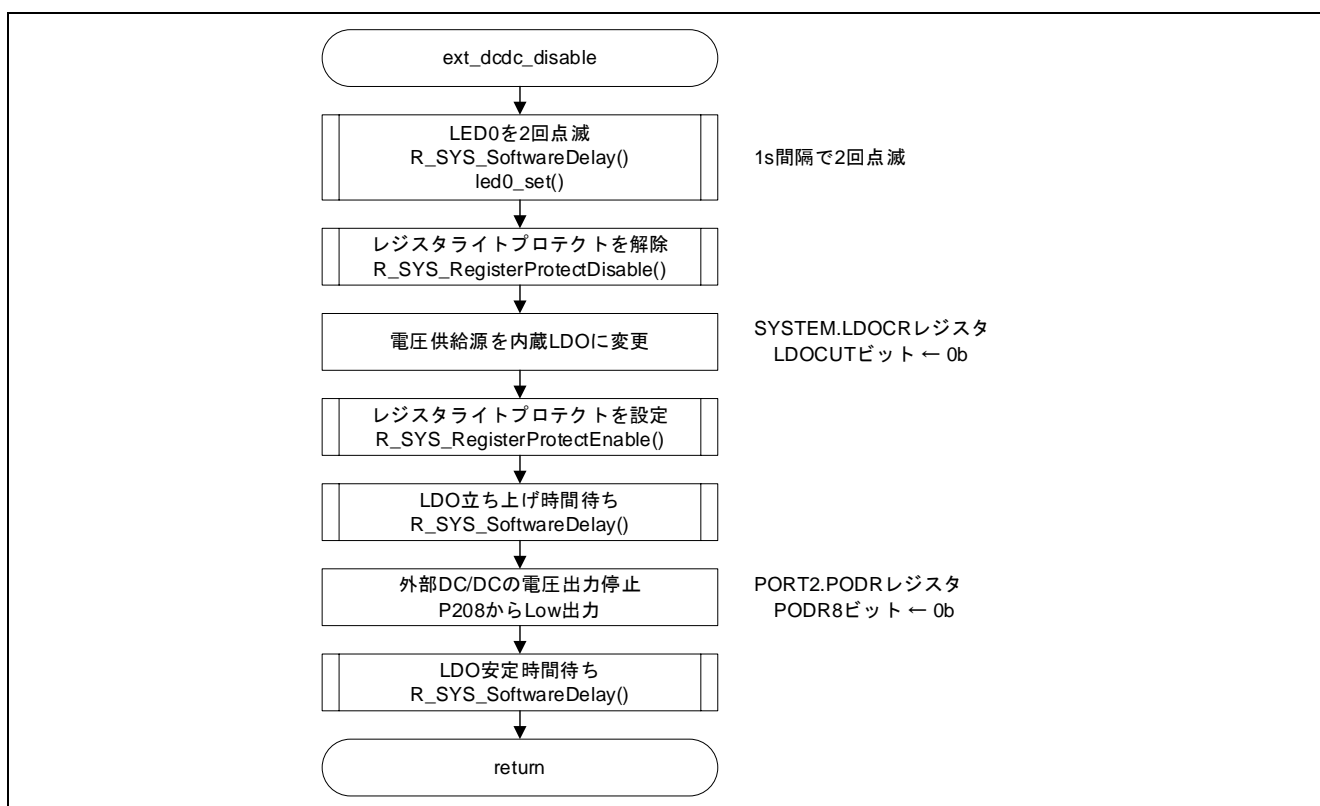 ext_dcdc_disable
LED0を2回点滅
R_SYS_SoftwareDelay()
led0_set()
1s間隔で2回点滅
レジスタライトプロテクトを解除
R_SYS_RegisterProtectDisable()
電圧供給源を内蔵LDOに変更
SYSTEM.LDOCRレジスタ
LDOCUTビット ← 0b
レジスタライトプロテクトを設定
R_SYS_RegisterProtectEnable()
LDO立ち上げ時間待ち
R_SYS_SoftwareDelay()
外部DC/DCの電圧出力停止
P208からLow出力
PORT2.PODRレジスタ
PODR8ビット ← 0b
LDO安定時間待ち
R_SYS_SoftwareDelay()
return